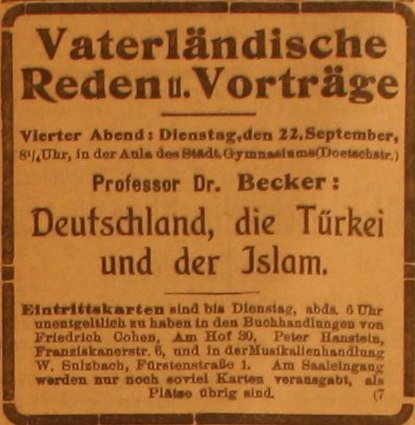 Vaterländische
Reden u. Vorträge
Vierter Abend: Dienstag, den 22. September,
8¼ Uhr, in der Aula des Städt. Gymnasiums (Doetschstr.)
Professor Dr. Becker:
Deutschland, die Türkei
und der Islam.
Eintrittskarten sind bis Dienstag, abds. 6 Uhr
unentgeltlich zu haben in den Buchhandlungen von
Friedrich Cohen, Am Hof 30, Peter Hanstein,
Franziskanerstr. 6, und in der Musikalienhandlung
W. Sulzbach, Fürstenstraße 1. Am Saaleingang
werden nur noch soviel Karten verausgabt, als
Plätze übrig sind. (7